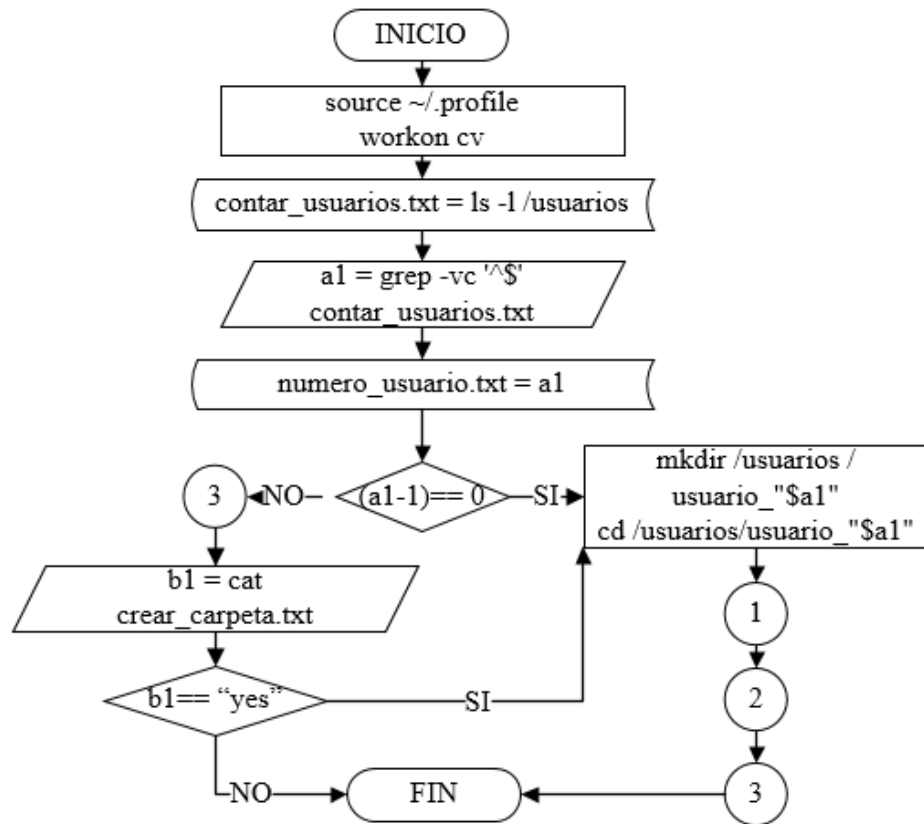 INICIO
source ~/.profile
workon cv
contar_usuarios.txt = ls -l /usuarios
a1 = grep -vc '^$'
contar_usuarios.txt
numero_usuario.txt = a1
3
NO
(a1-1)== 0
SI
mkdir /usuarios /
usuario_"$a1"
cd /usuarios/usuario_"$a1"
b1 = cat
crear_carpeta.txt
1
b1== “yes”
SI
2
NO
FIN
3